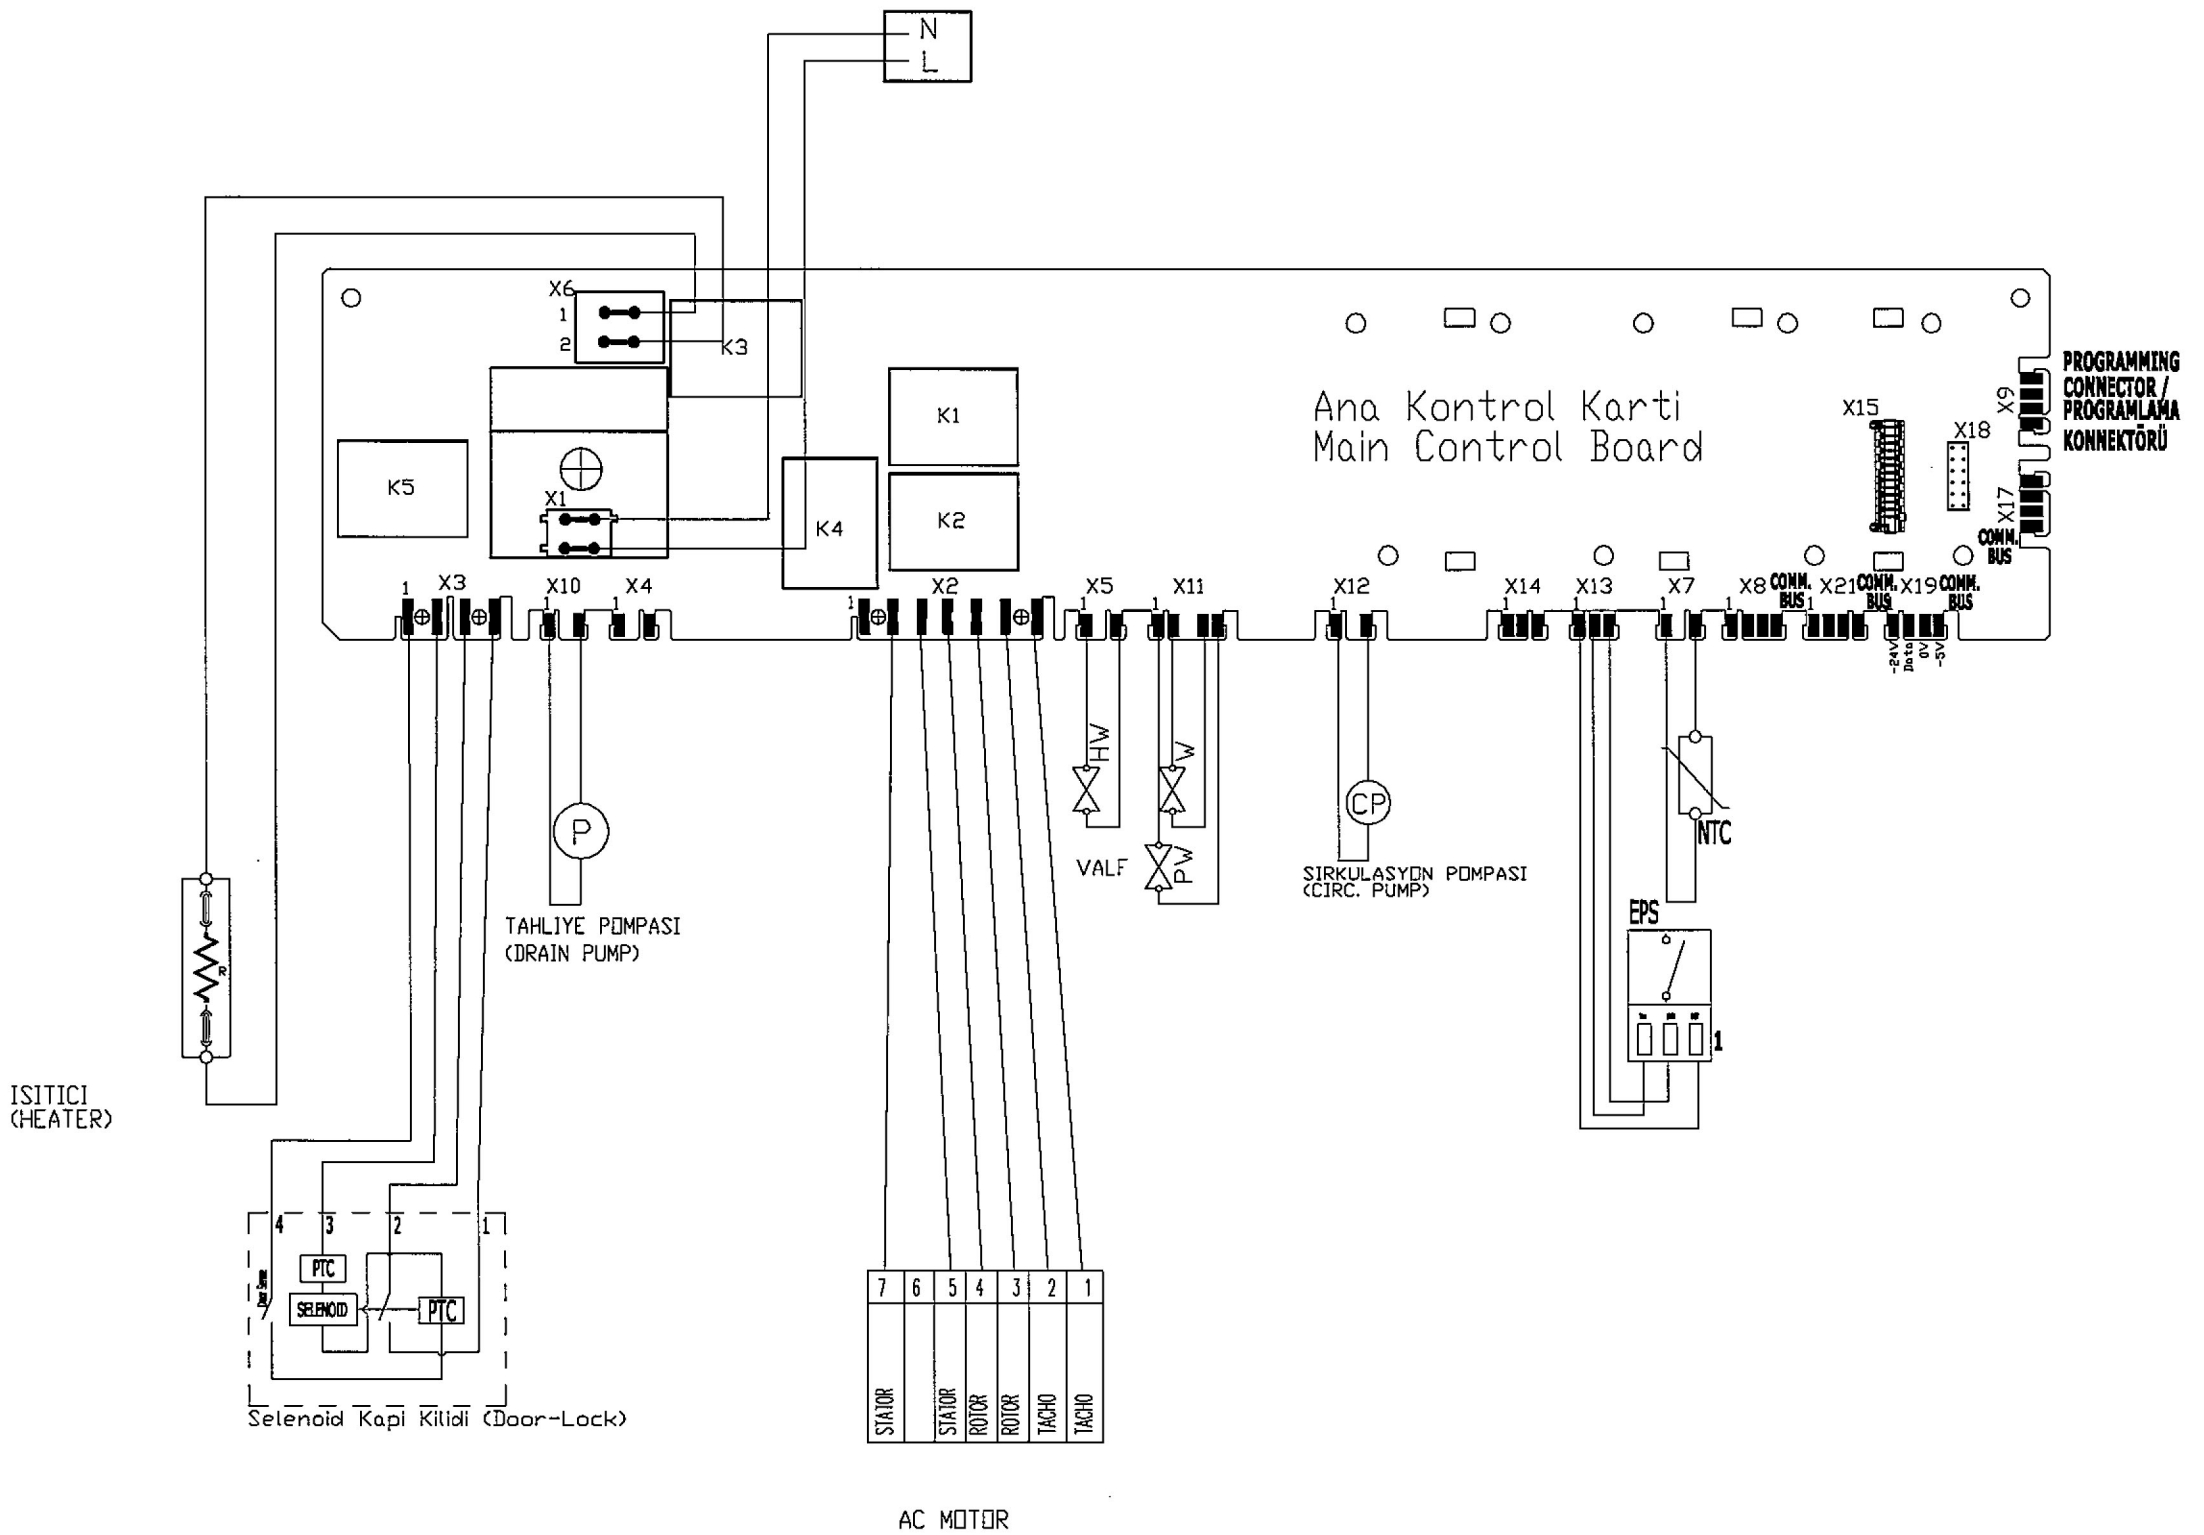 N
L
X6
1
2
K3
K1
K5
X1
K4
K2
Ana Kontrol Karti
Main Control Board
X15
X18
X9
PROGRAMMING
CONNECTOR /
PROGRAMLAMA
KONNEKTÖRÜ
X17
COMM.
BUS
1
X3
1
X10
1
X4
1
X2
1
X5
1
X11
1
X12
1
X14
1
X13
1
X7
1
X8
COMM.
BUS
1
X21
COMM.
BUS
1
X19
COMM.
BUS
-24V
Data
0V
-5V
HW
W
PW
VALF
P
TAHLIYE POMPASI
(DRAIN PUMP)
CP
SIRKULASYON POMPASI
(CIRC. PUMP)
NTC
EPS
1
R
ISITICI
(HEATER)
4
3
2
1
PTC
SELENOID
PTC
Door Sense
Selenoid Kapi Kilidi (Door-Lock)
7
6
5
4
3
2
1
STATOR
STATOR
ROTOR
ROTOR
TACHO
TACHO
AC MOTOR